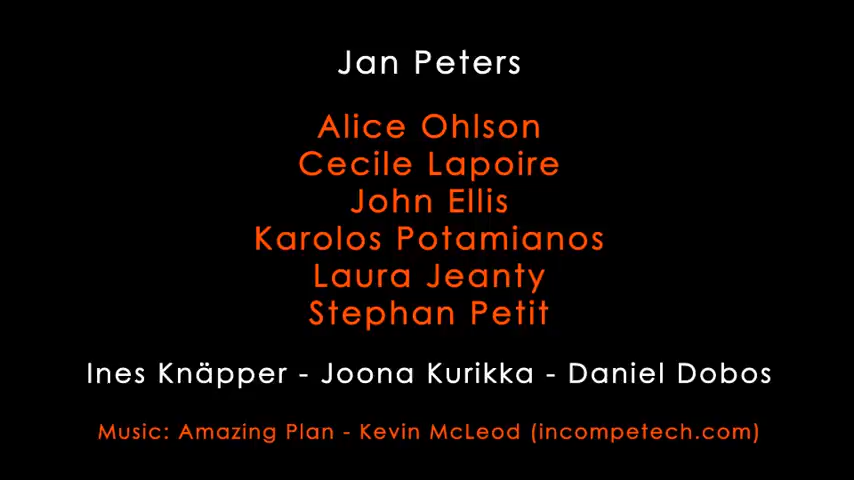 Jan Peters
Alice Ohlson
Cecile Lapoire
John Ellis
Karolos Potamianos
Laura Jeanty
Stephan Petit
Ines Knäpper - Joona Kurikka - Daniel Dobos
Music: Amazing Plan - Kevin McLeod (incompetech.com)